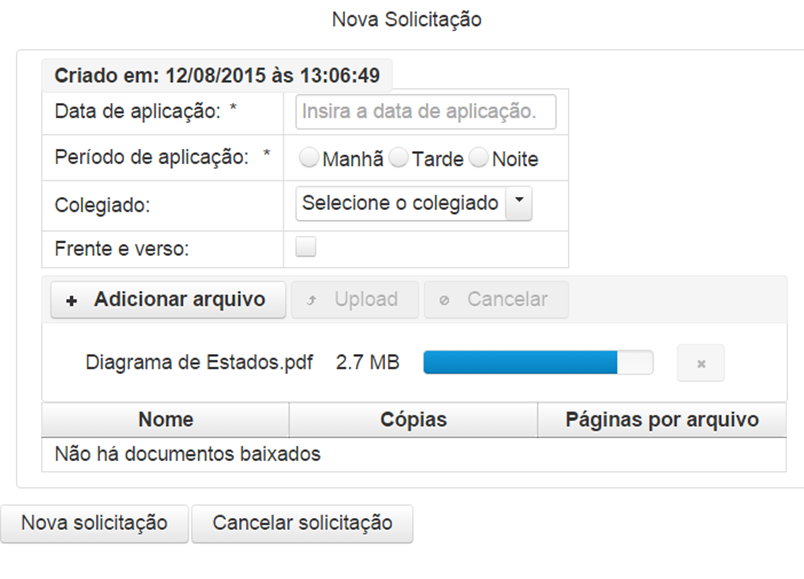 Nova Solicitação
Criado em: 12/08/2015 às 13:06:49
Data de aplicação: * Insira a data de aplicação.
Período de aplicação: * Manhã Tarde Noite
Colegiado: Selecione o colegiado
Frente e verso:
Adicionar arquivo Upload Cancelar
Diagrama de Estados.pdf 2.7 MB
Nome Cópias Páginas por arquivo
Não há documentos baixados
Nova solicitação Cancelar solicitação